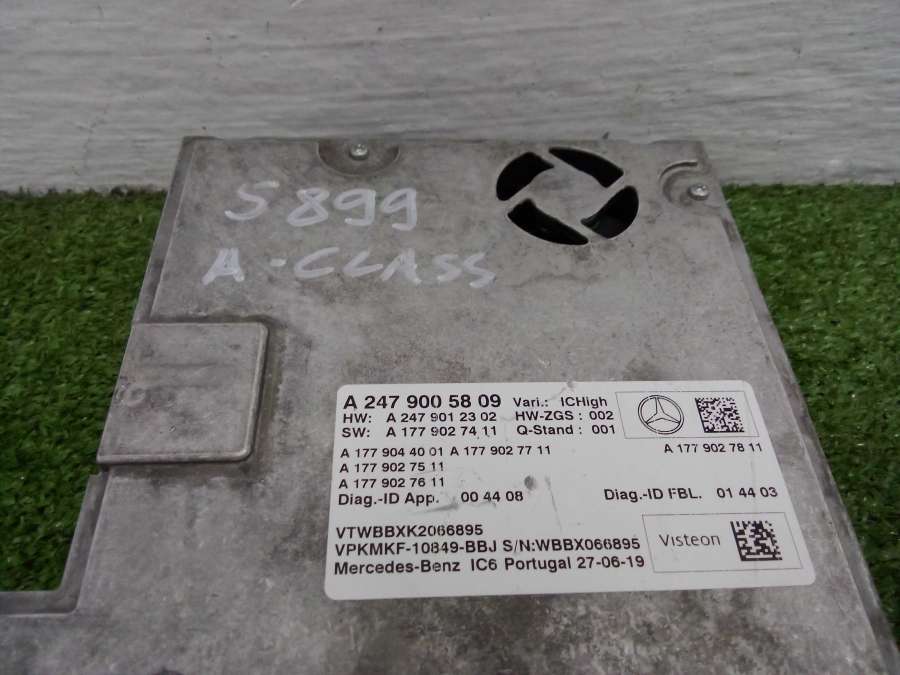 S 899
A-CLASS
A 247 900 58 09 Vari.: ICHigh
HW: A 247 901 23 02 HW-ZGS : 002
SW: A 177 902 74 11 Q-Stand : 001
A 177 904 40 01 A 177 902 77 11 A 177 902 78 11
A 177 902 75 11
A 177 902 76 11
Diag.-ID App. 00 44 08 Diag.-ID FBL. 01 44 03
VTWBBXK2066895
VPKMKF-10849-BBJ S/N:WBBX066895
Visteon
Mercedes-Benz IC6 Portugal 27-06-19